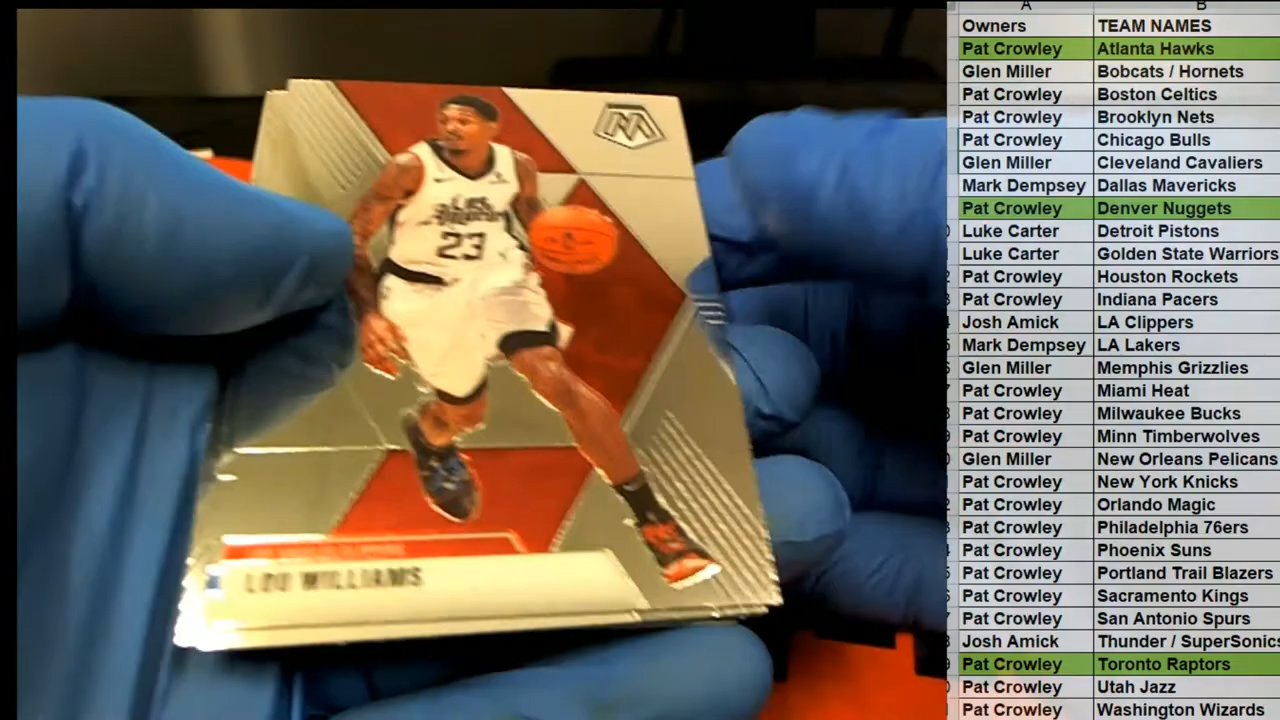 A B
Owners TEAM NAMES
Pat Crowley Atlanta Hawks
Glen Miller Bobcats / Hornets
Pat Crowley Boston Celtics
Pat Crowley Brooklyn Nets
Pat Crowley Chicago Bulls
Glen Miller Cleveland Cavaliers
Mark Dempsey Dallas Mavericks
Pat Crowley Denver Nuggets
Luke Carter Detroit Pistons
Luke Carter Golden State Warriors
Pat Crowley Houston Rockets
Pat Crowley Indiana Pacers
Josh Amick LA Clippers
Mark Dempsey LA Lakers
Glen Miller Memphis Grizzlies
Pat Crowley Miami Heat
Pat Crowley Milwaukee Bucks
Pat Crowley Minn Timberwolves
Glen Miller New Orleans Pelicans
Pat Crowley New York Knicks
Pat Crowley Orlando Magic
Pat Crowley Philadelphia 76ers
Pat Crowley Phoenix Suns
Pat Crowley Portland Trail Blazers
Pat Crowley Sacramento Kings
Pat Crowley San Antonio Spurs
Josh Amick Thunder / SuperSonics
Pat Crowley Toronto Raptors
Pat Crowley Utah Jazz
Pat Crowley Washington Wizards
LOS
ANGELES
23
LOU WILLIAMS